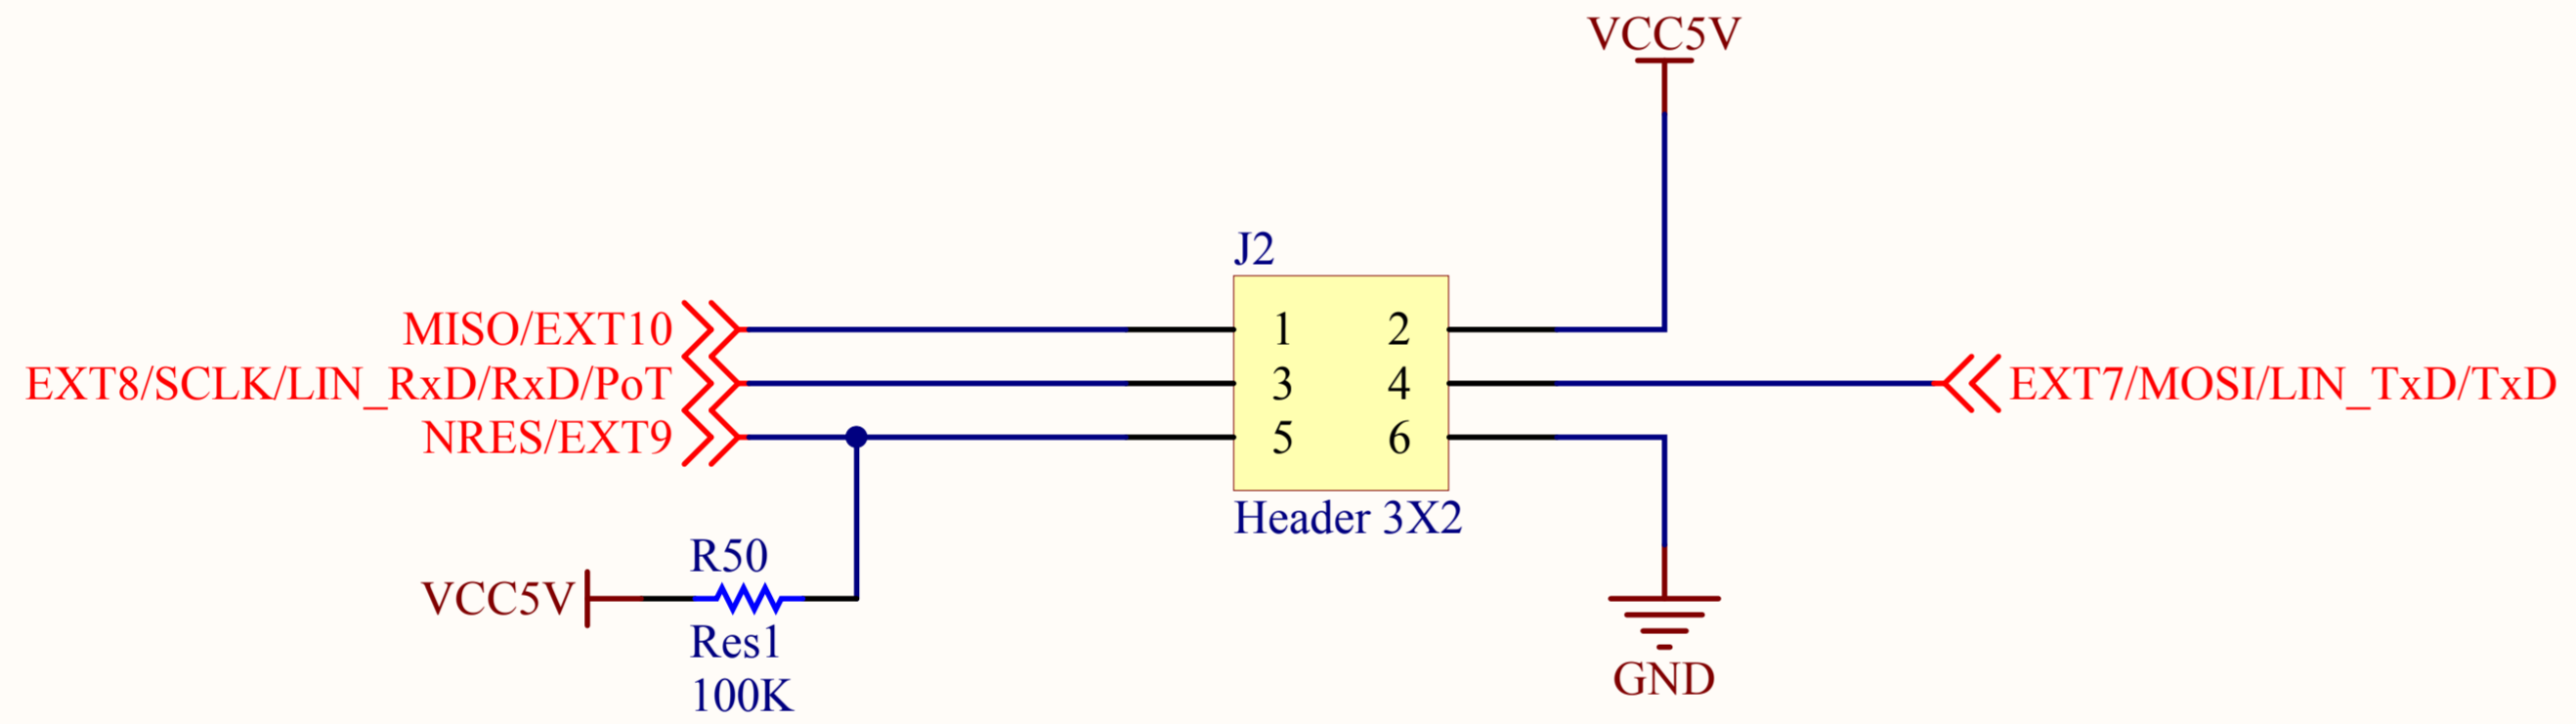 VCC5V
J2
MISO/EXT10
1 2
EXT8/SCLK/LIN_RxD/RxD/PoT
3 4
EXT7/MOSI/LIN_TxD/TxD
NRES/EXT9
5 6
Header 3X2
R50
VCC5V
Res1
100K
GND